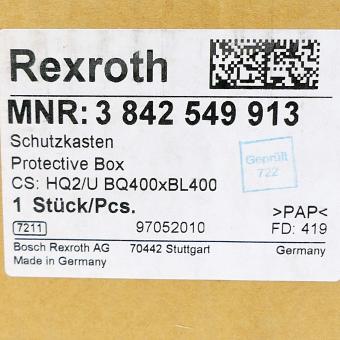 Rexroth
MNR: 3 842 549 913
Schutzkasten
Protective Box
Geprüft
722
CS: HQ2/U BQ400xBL400
1 Stück/Pcs.
>PAP<
7211 97052010 FD: 419
Bosch Rexroth AG 70442 Stuttgart Germany
Made in Germany